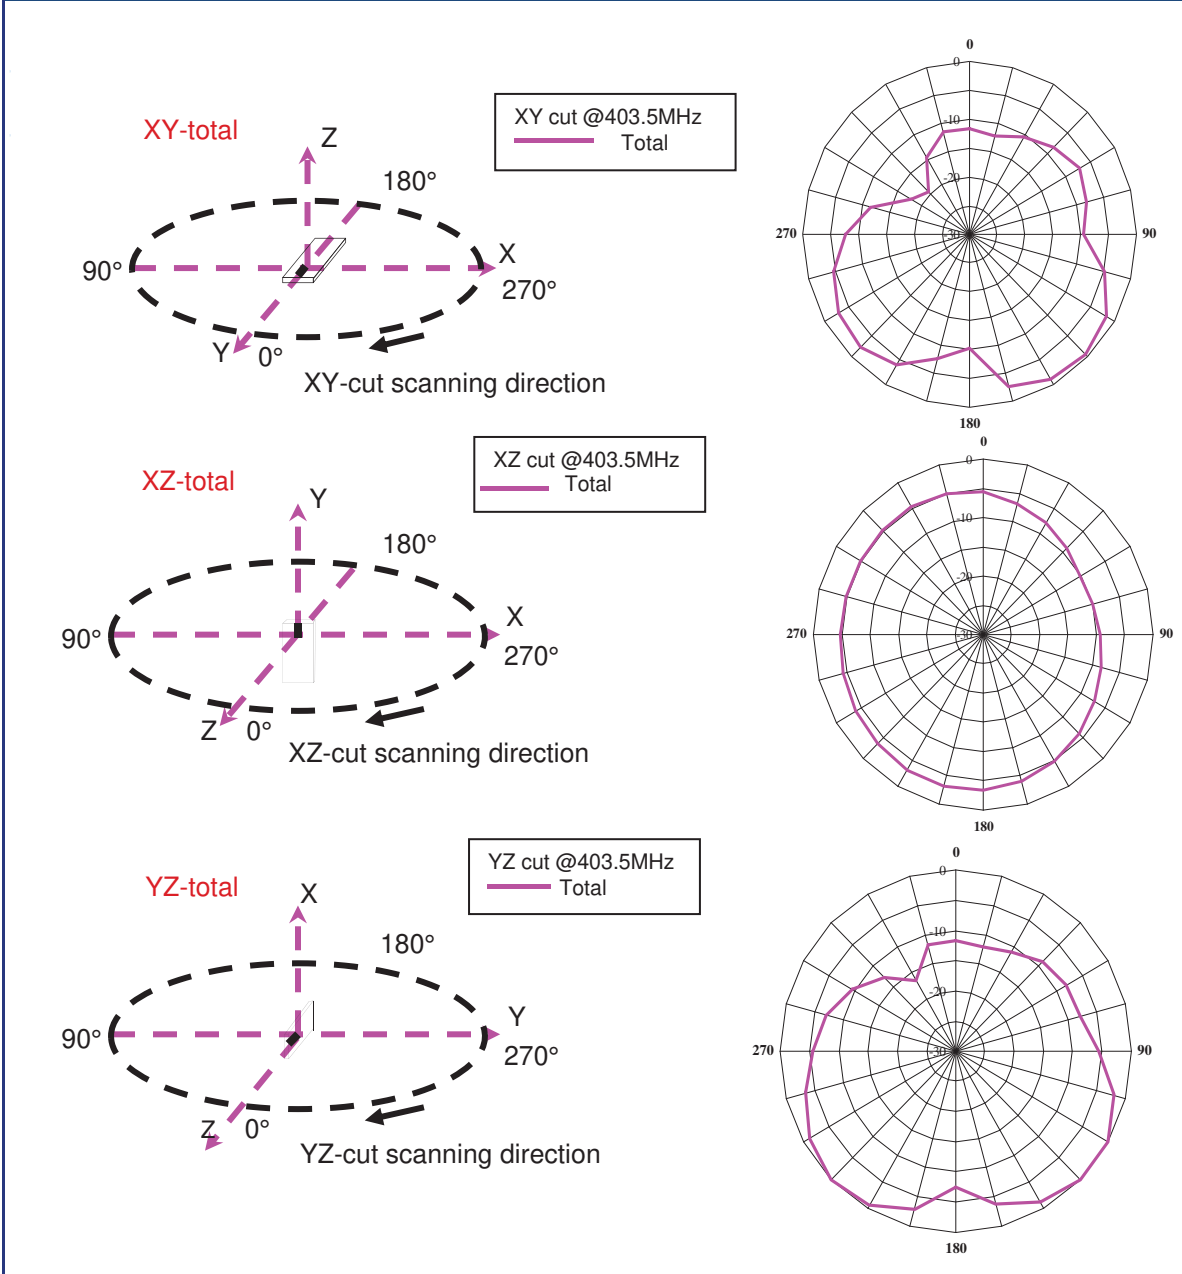 XY-total
Z
180°
90°
X
270°
Y
0°
XY-cut scanning direction
XY cut @403.5MHz
Total
0
0
-10
-20
-30
270
90
180
XZ-total
Y
180°
90°
X
270°
Z
0°
XZ-cut scanning direction
XZ cut @403.5MHz
Total
0
0
-10
-20
-30
270
90
180
YZ-total
X
180°
90°
Y
270°
Z
0°
YZ-cut scanning direction
YZ cut @403.5MHz
Total
0
0
-10
-20
-30
270
90
180